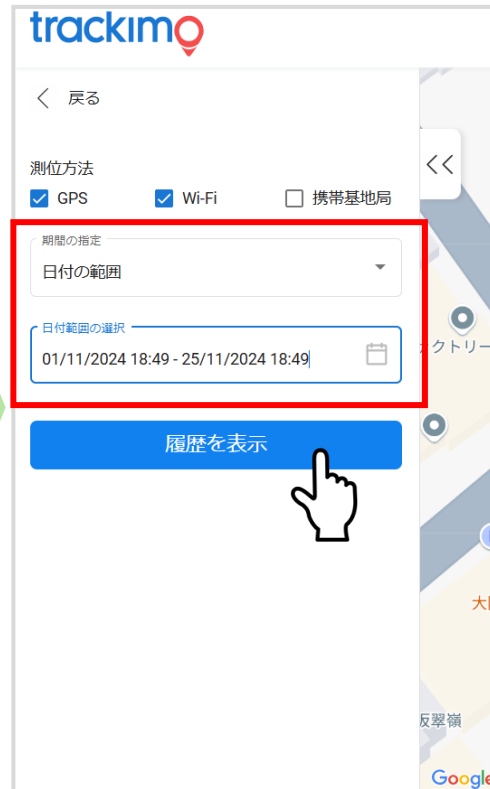 trackimo
戻る
測位方法
GPS
Wi-Fi
携帯基地局
期間の指定
日付の範囲
日付範囲の選択
01/11/2024 18:49 - 25/11/2024 18:49
履歴を表示
クトリー
大
阪翠嶺
Google